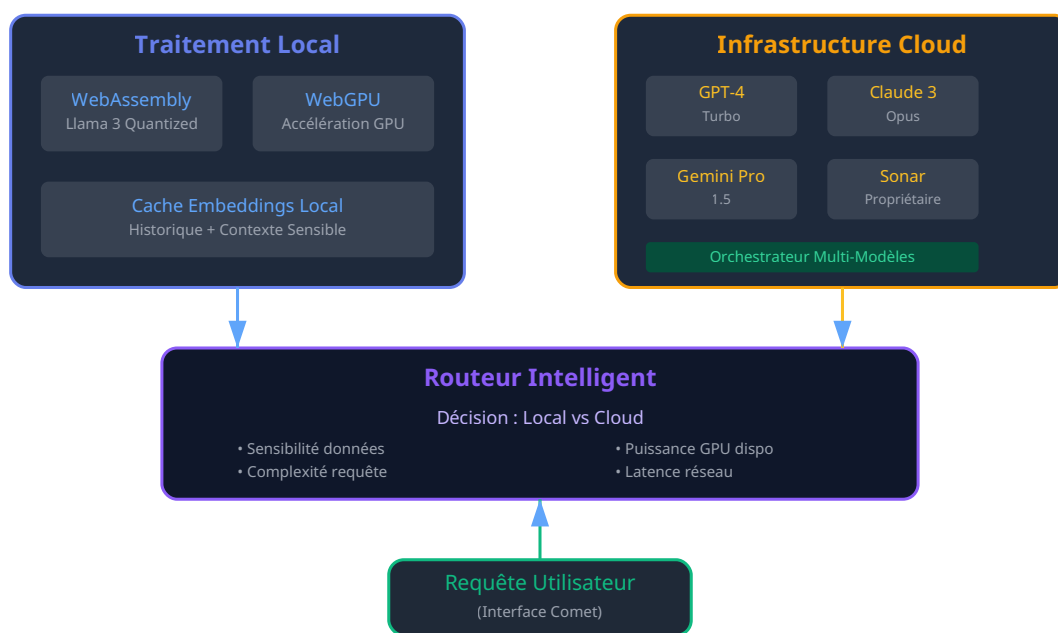 Traitement Local
WebAssembly
Llama 3 Quantized
WebGPU
Accélération GPU
Cache Embeddings Local
Historique + Contexte Sensible
Infrastructure Cloud
GPT-4
Turbo
Claude 3
Opus
Gemini Pro
1.5
Sonar
Propriétaire
Orchestrateur Multi-Modèles
Routeur Intelligent
Décision : Local vs Cloud
• Sensibilité données
• Complexité requête
• Puissance GPU dispo
• Latence réseau
Requête Utilisateur
(Interface Comet)